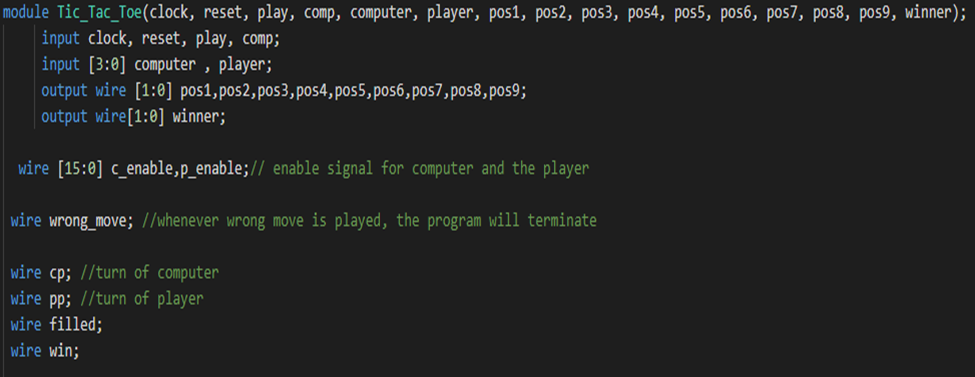 module Tic_Tac_Toe(clock, reset, play, comp, computer, player, pos1, pos2, pos3, pos4, pos5, pos6, pos7, pos8, pos9, winner);
input clock, reset, play, comp;
input [3:0] computer , player;
output wire [1:0] pos1,pos2,pos3,pos4,pos5,pos6,pos7,pos8,pos9;
output wire[1:0] winner;
wire [15:0] c_enable,p_enable;// enable signal for computer and the player
wire wrong_move; //whenever wrong move is played, the program will terminate
wire cp; //turn of computer
wire pp; //turn of player
wire filled;
wire win;